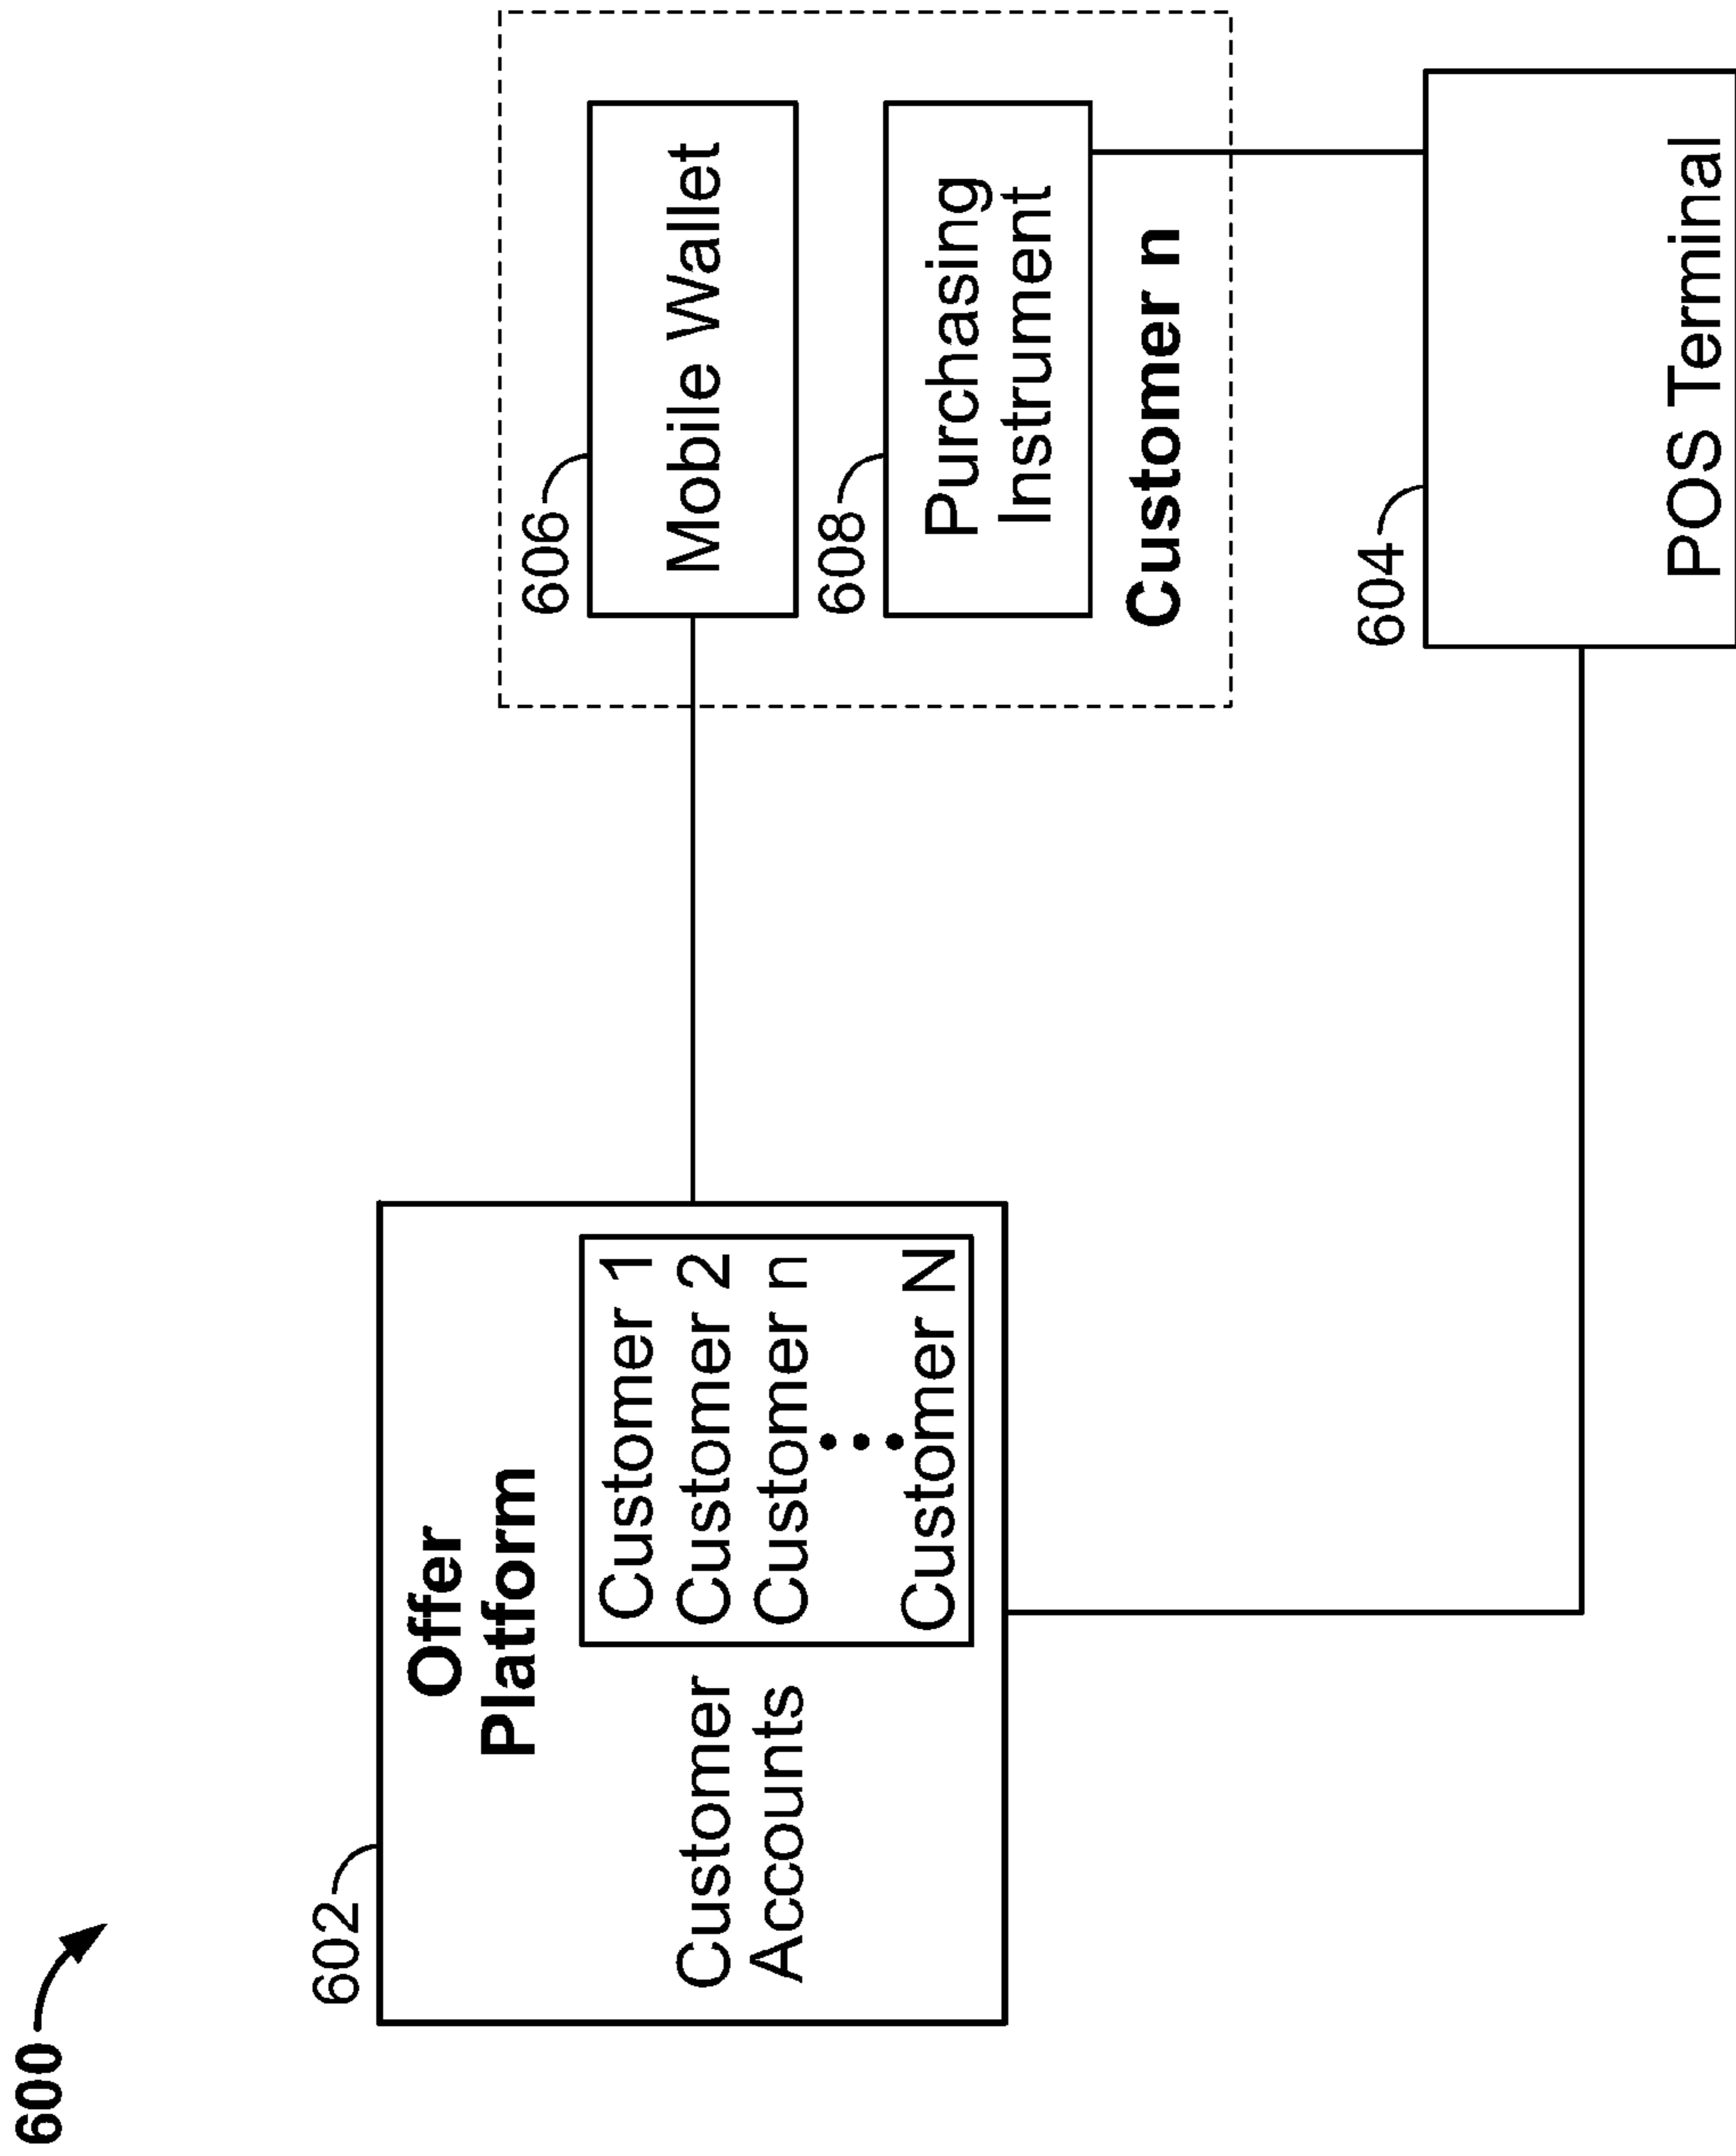 600
602
Offer
Platform
Customer
Accounts
Customer 1
Customer 2
Customer n
Customer N
606
Mobile Wallet
608
Purchasing
Instrument
Customer n
604
POS Terminal